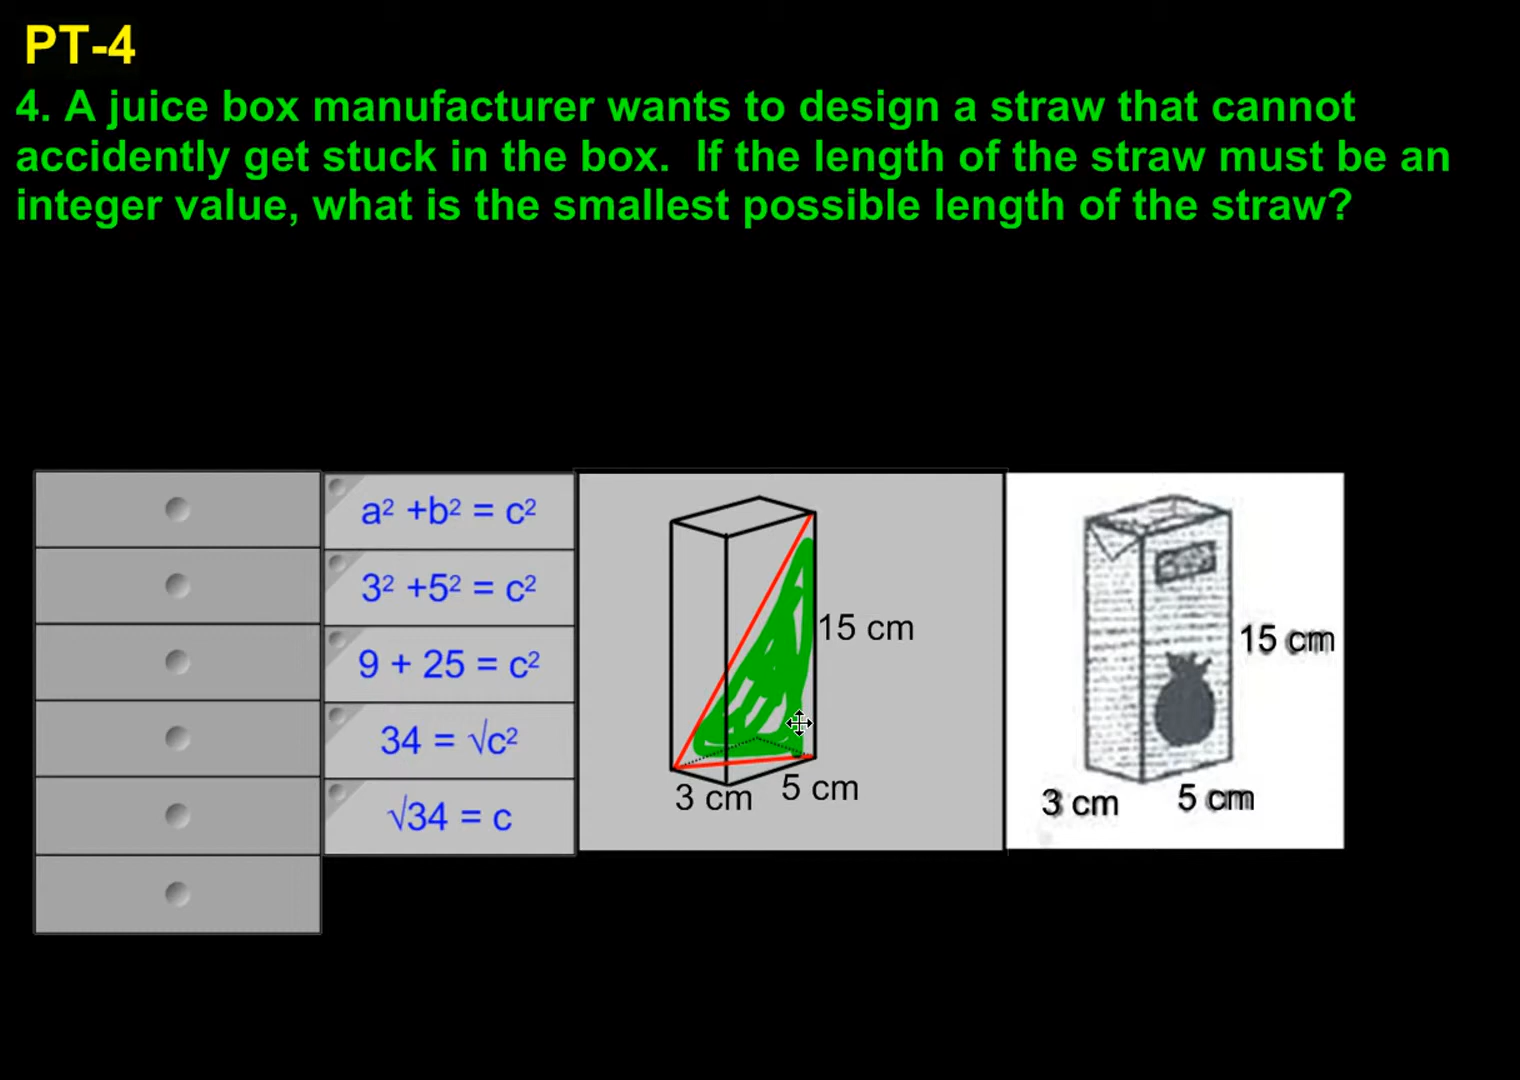 PT-4
4. A juice box manufacturer wants to design a straw that cannot
accidently get stuck in the box. If the length of the straw must be an
integer value, what is the smallest possible length of the straw?
a² +b² = c²
3² +5² = c²
9 + 25 = c²
34 = √c²
√34 = c
15 cm
3 cm
5 cm
15 cm
3 cm
5 cm